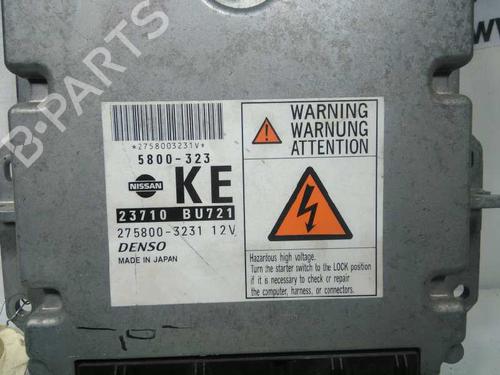 B-PARTS
www
*2758003231V*
5800-323
NISSAN
KE
23710 BU721
275800-3231 12V
DENSO
MADE IN JAPAN
WARNING
WARNUNG
ATTENTION
Hazardous high voltage.
Turn the starter switch to the LOCK position
if it is necessary to check or repair
the computer, harness, or connectors.